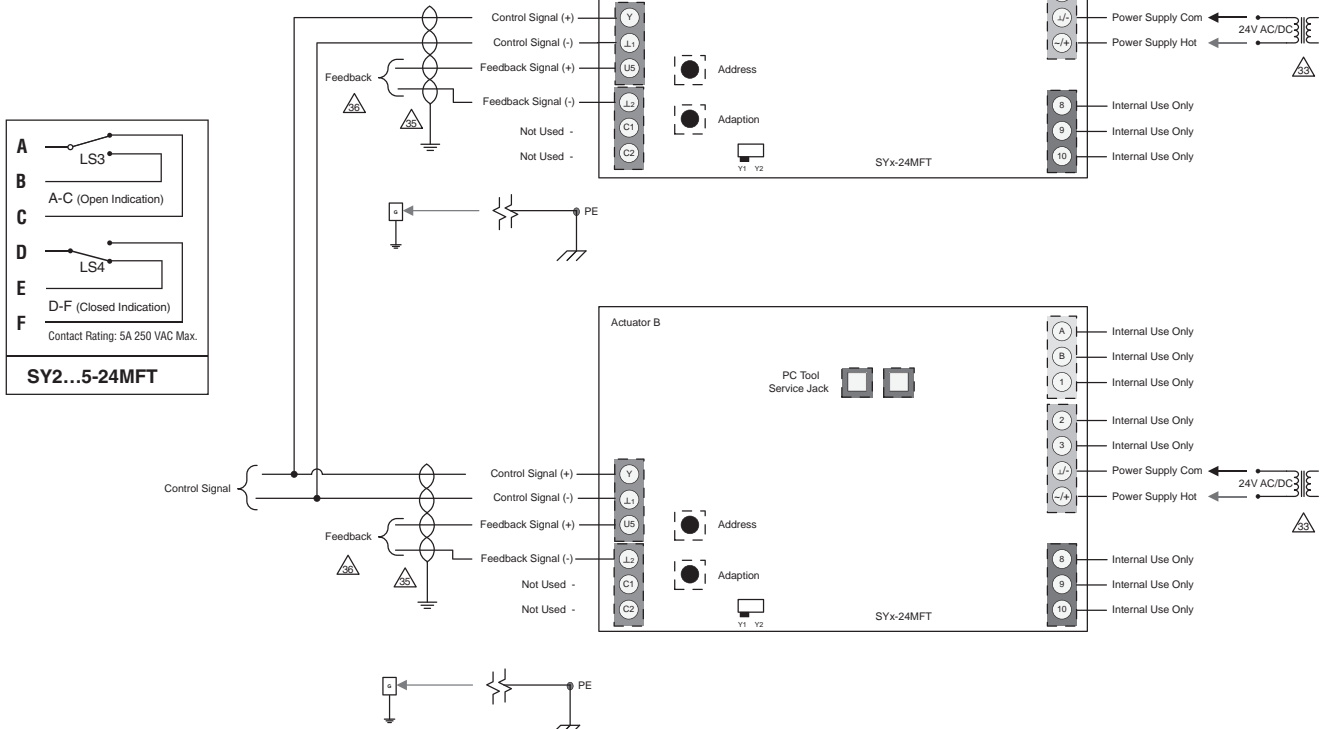 Control Signal (+) Y
Control Signal (-) ⊥1
Feedback Signal (+) U5
Feedback
36
35
Feedback Signal (-) ⊥2
Not Used - C1
Not Used - C2
Address
Adaption
Y1 Y2
SYx-24MFT
⊥/- Power Supply Com
~/+ Power Supply Hot
24V AC/DC
33
8 Internal Use Only
9 Internal Use Only
10 Internal Use Only
A
LS3
B
A-C (Open Indication)
C
D
LS4
E
D-F (Closed Indication)
F
Contact Rating: 5A 250 VAC Max.
SY2...5-24MFT
G
PE
Actuator B
PC Tool
Service Jack
A Internal Use Only
B Internal Use Only
1 Internal Use Only
2 Internal Use Only
3 Internal Use Only
⊥/- Power Supply Com
~/+ Power Supply Hot
24V AC/DC
33
Control Signal
Control Signal (+) Y
Control Signal (-) ⊥1
Feedback Signal (+) U5
Feedback
36
35
Feedback Signal (-) ⊥2
Not Used - C1
Not Used - C2
Address
Adaption
Y1 Y2
SYx-24MFT
8 Internal Use Only
9 Internal Use Only
10 Internal Use Only
G
PE